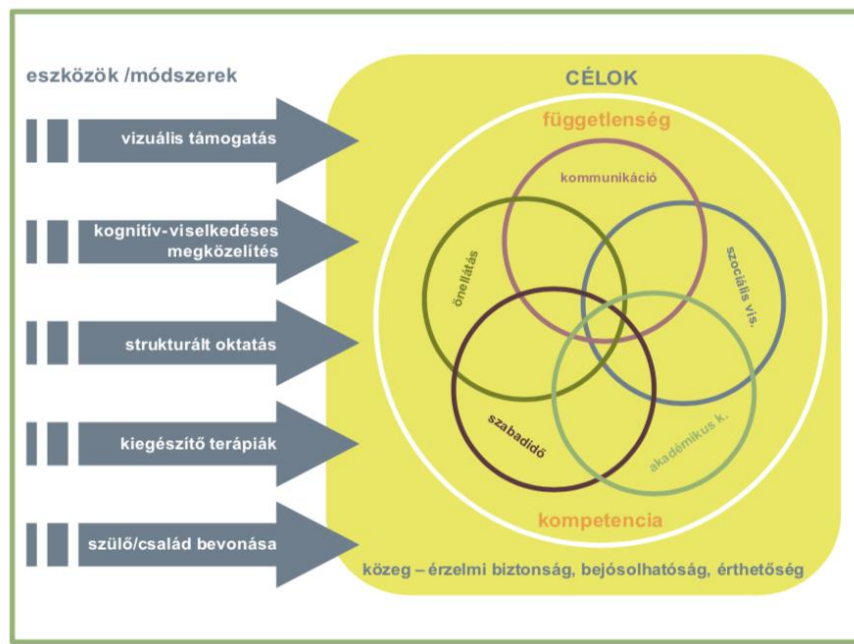 eszközök /módszerek
vizuális támogatás
kognitív-viselkedéses
megközelítés
strukturált oktatás
kiegészítő terápiák
szülő/család bevonása
CÉLOK
függetlenség
kommunikáció
önellátás
szociális vis.
szabadidő
akadémikus k.
kompetencia
közeg – érzelmi biztonság, bejósolhatóság, érthetőség